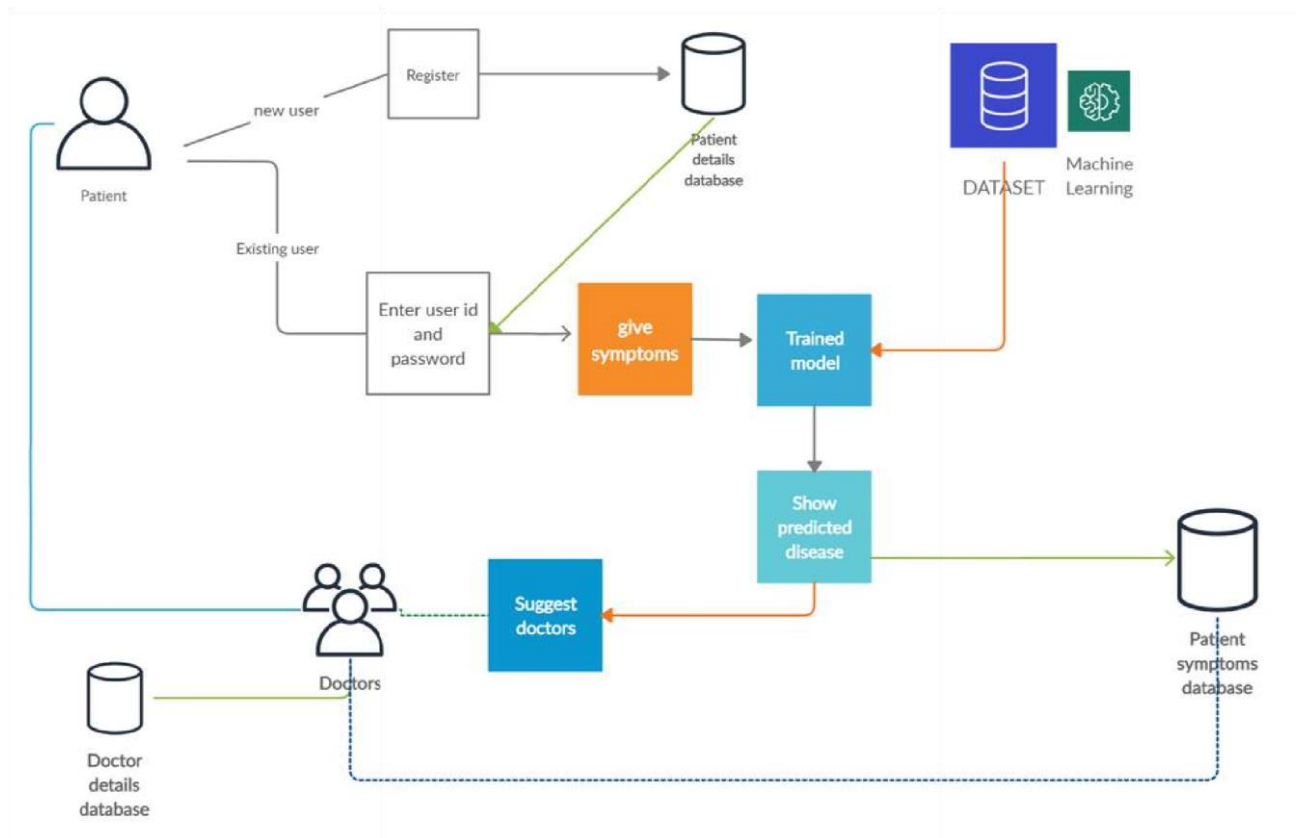 Register
new user
Patient
details
database
Patient
DATASET
Machine
Learning
Existing user
Enter user id
and
password
give
symptoms
Trained
model
Show
predicted
disease
Suggest
doctors
Doctors
Patient
symptoms
database
Doctor
details
database